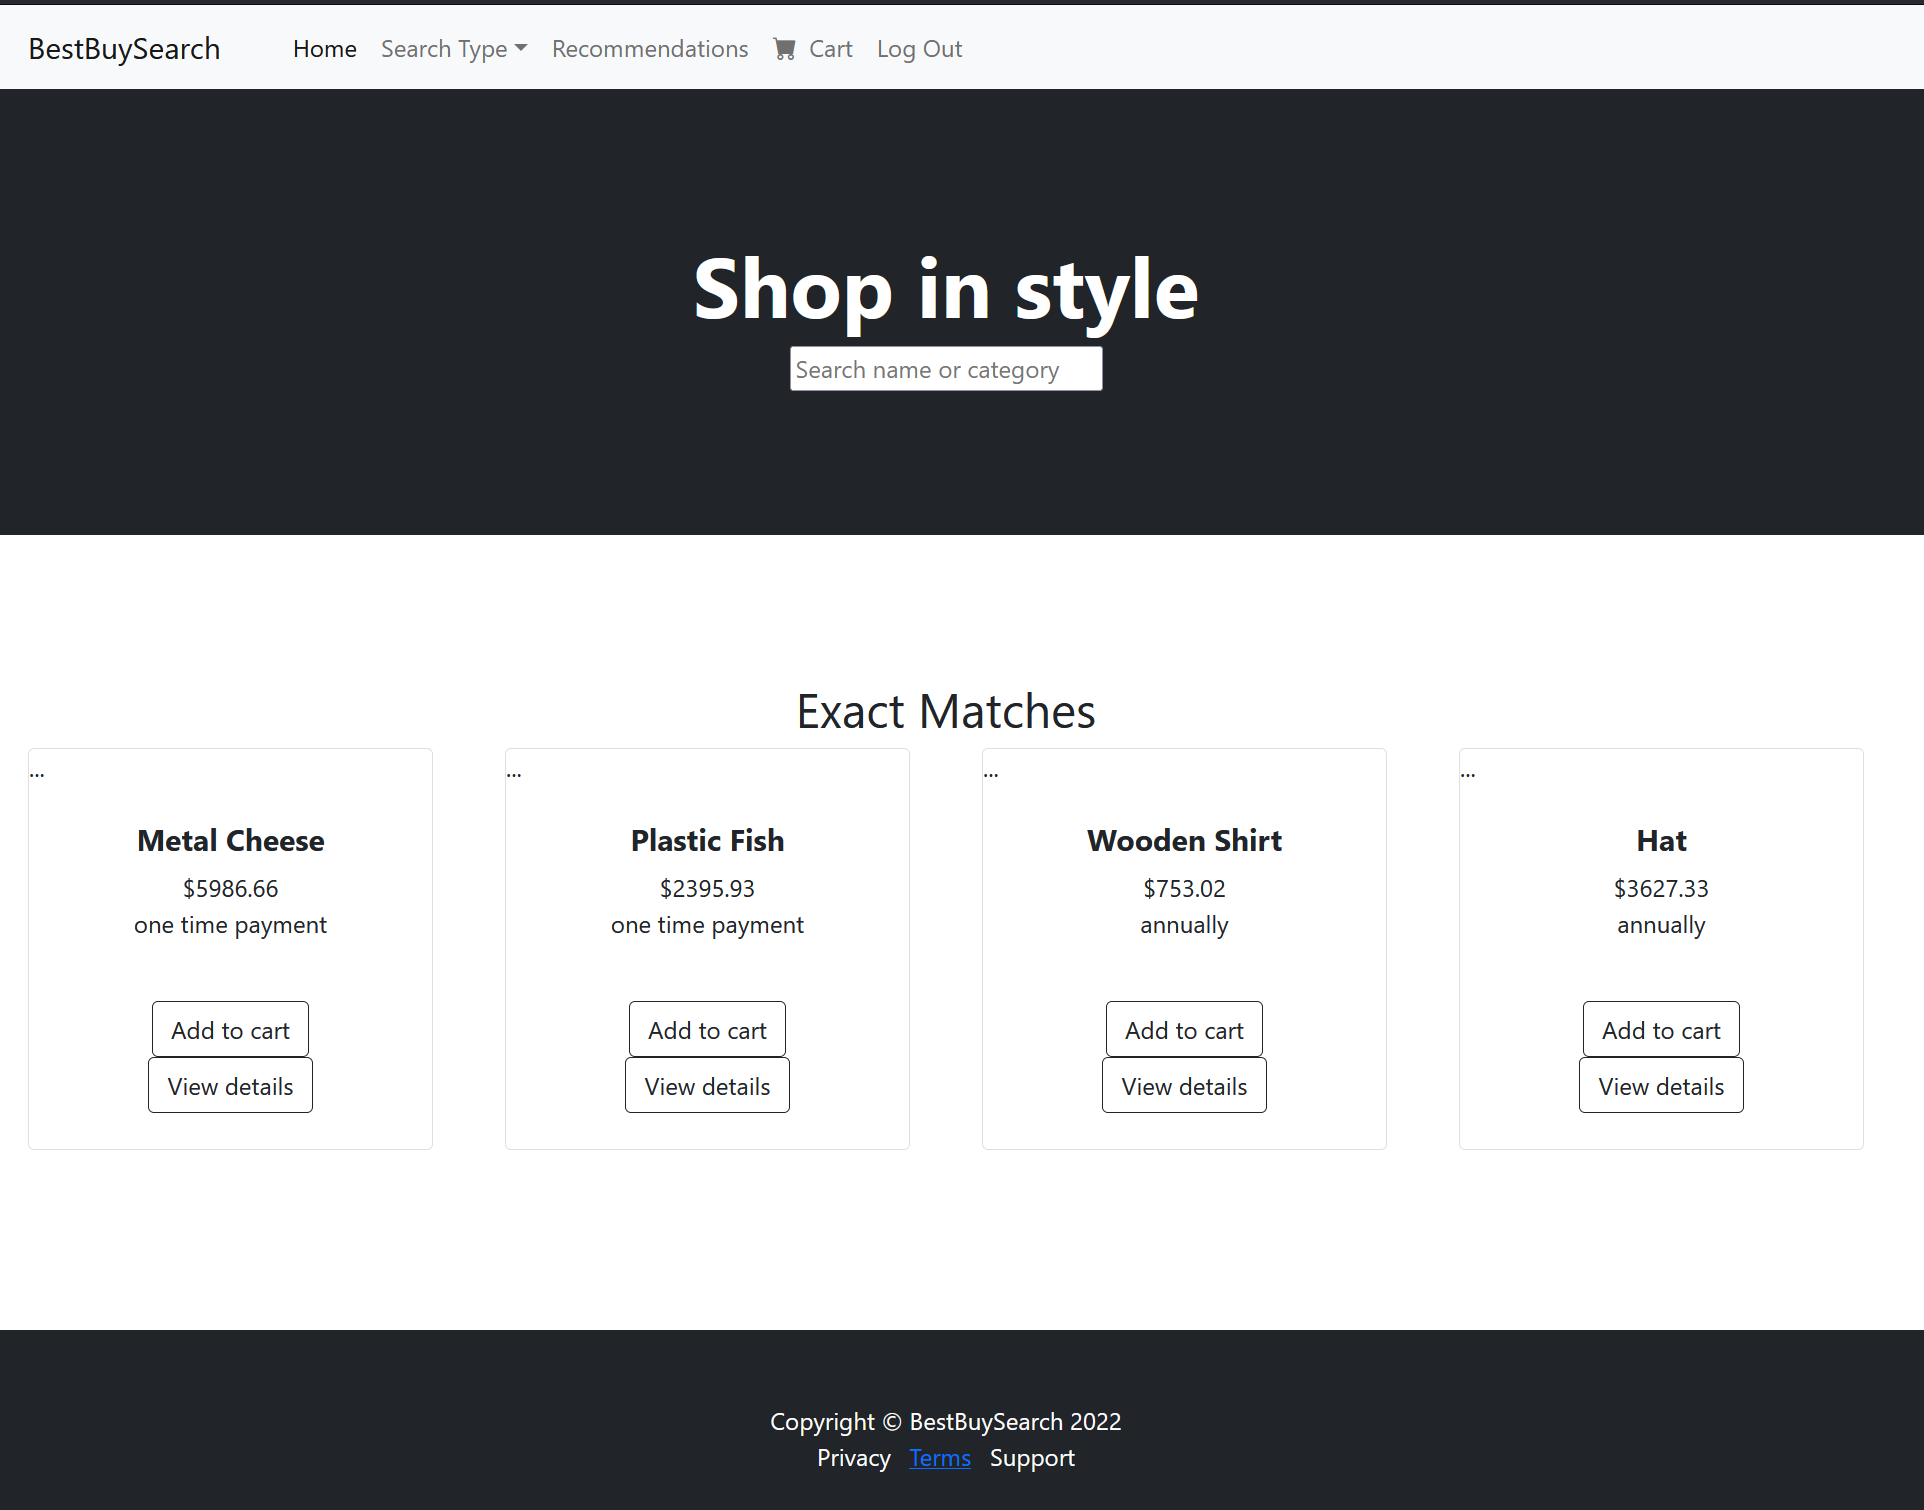 BestBuySearch Home Search Type Recommendations Cart Log Out
Shop in style
Search name or category
Exact Matches
... ... ... ...
Metal Cheese Plastic Fish Wooden Shirt Hat
$5986.66 $2395.93 $753.02 $3627.33
one time payment one time payment annually annually
Add to cart Add to cart Add to cart Add to cart
View details View details View details View details
Copyright © BestBuySearch 2022
Privacy Terms Support